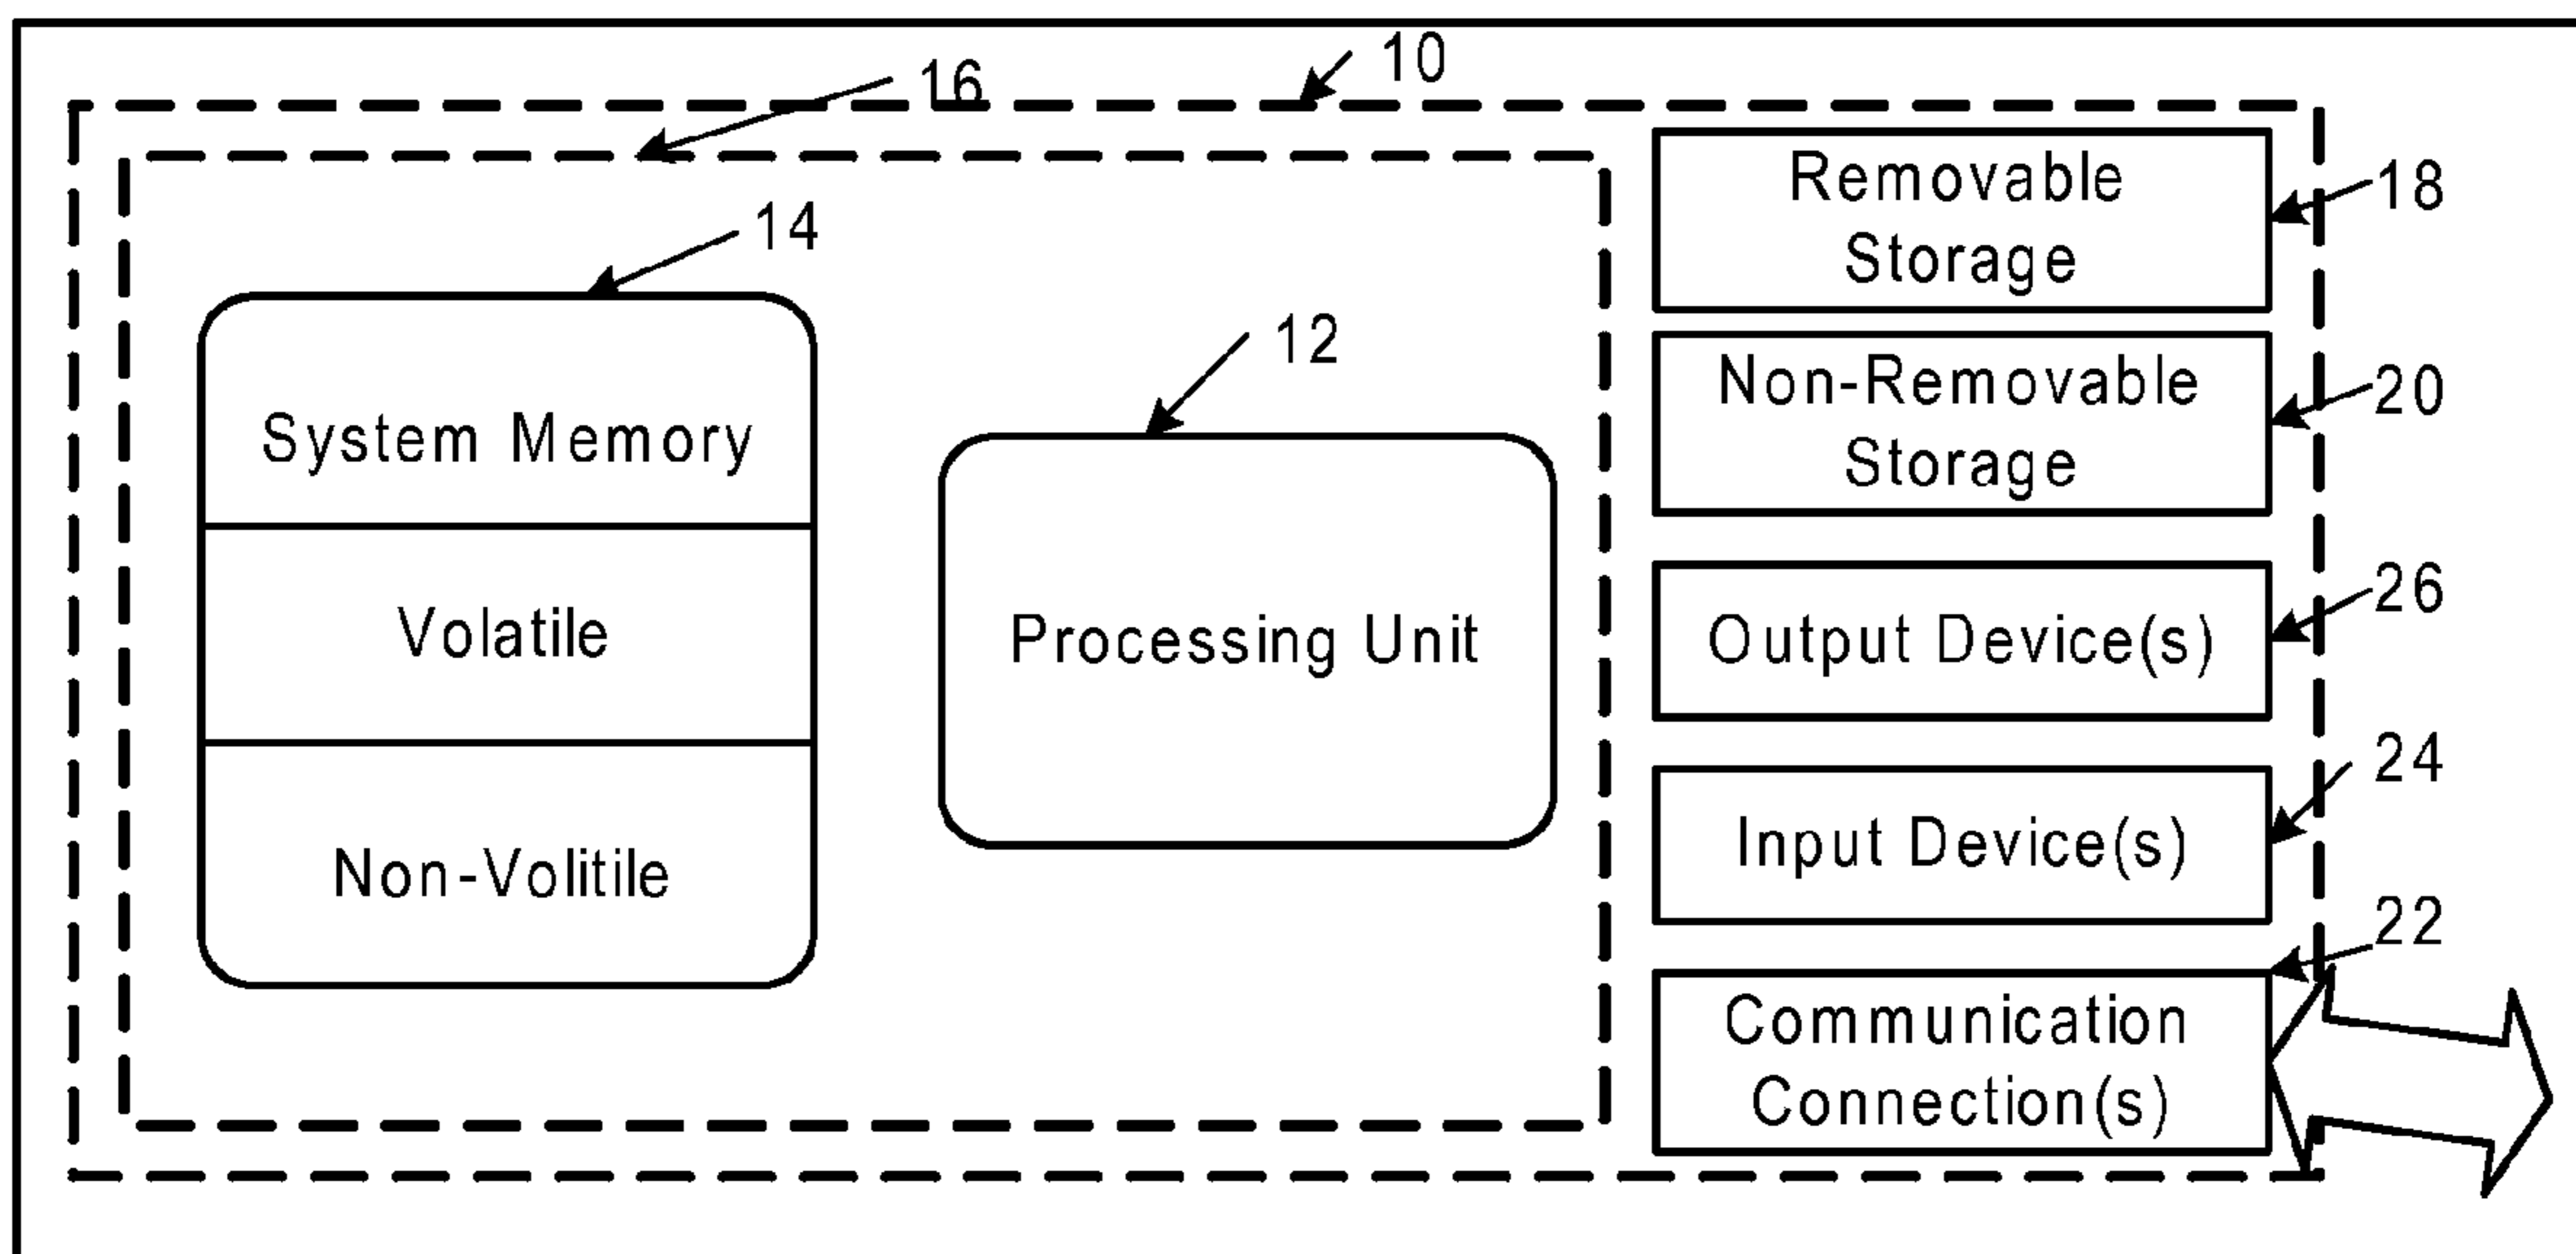 10
16
14
System Memory
Volatile
Non-Volitile
12
Processing Unit
Removable
Storage
18
Non-Removable
Storage
20
Output Device(s)
26
Input Device(s)
24
Communication
Connection(s)
22